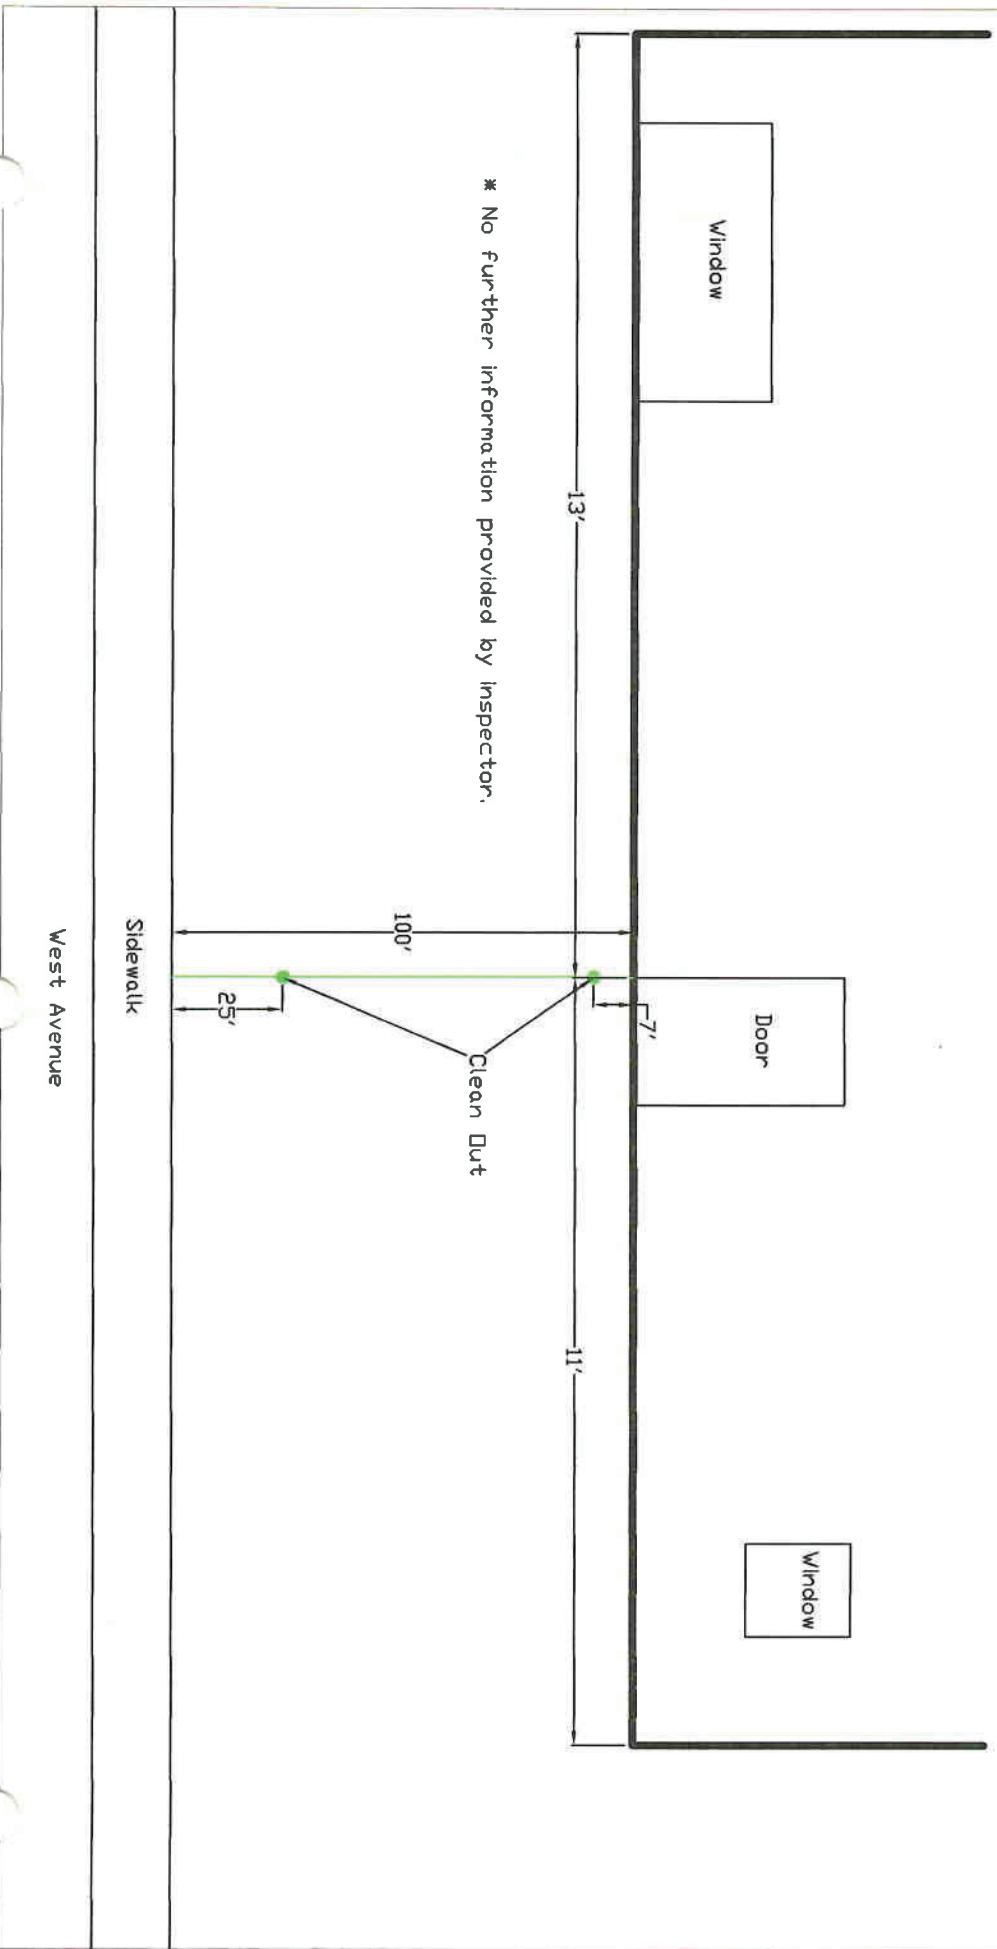 Window
Door
Window
7'
13'
11'
* No further information provided by inspector.
Clean Out
100'
25'
Sidewalk
West Avenue